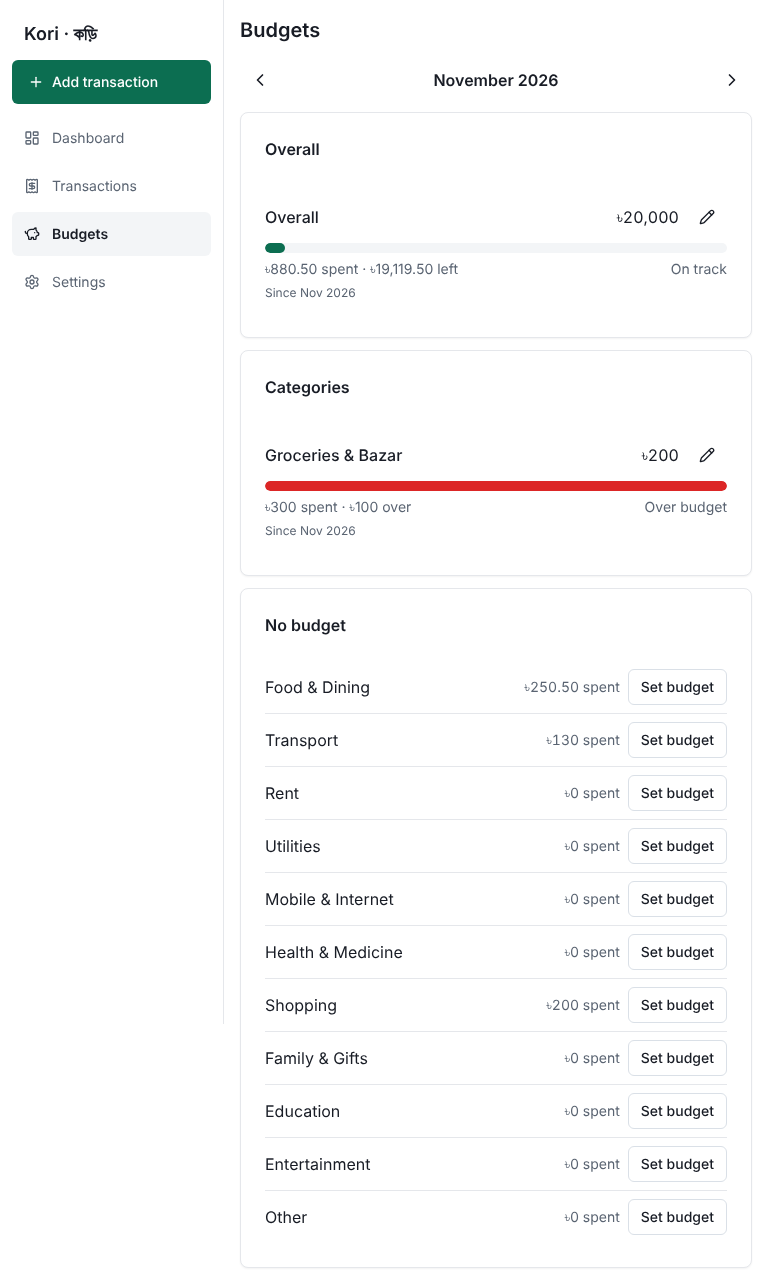 Kori · কড়ি
Add transaction
Dashboard
Transactions
Budgets
Settings
Budgets
November 2026
Overall
Overall ৳20,000
৳880.50 spent · ৳19,119.50 left On track
Since Nov 2026
Categories
Groceries & Bazar ৳200
৳300 spent · ৳100 over Over budget
Since Nov 2026
No budget
Food & Dining ৳250.50 spent Set budget
Transport ৳130 spent Set budget
Rent ৳0 spent Set budget
Utilities ৳0 spent Set budget
Mobile & Internet ৳0 spent Set budget
Health & Medicine ৳0 spent Set budget
Shopping ৳200 spent Set budget
Family & Gifts ৳0 spent Set budget
Education ৳0 spent Set budget
Entertainment ৳0 spent Set budget
Other ৳0 spent Set budget